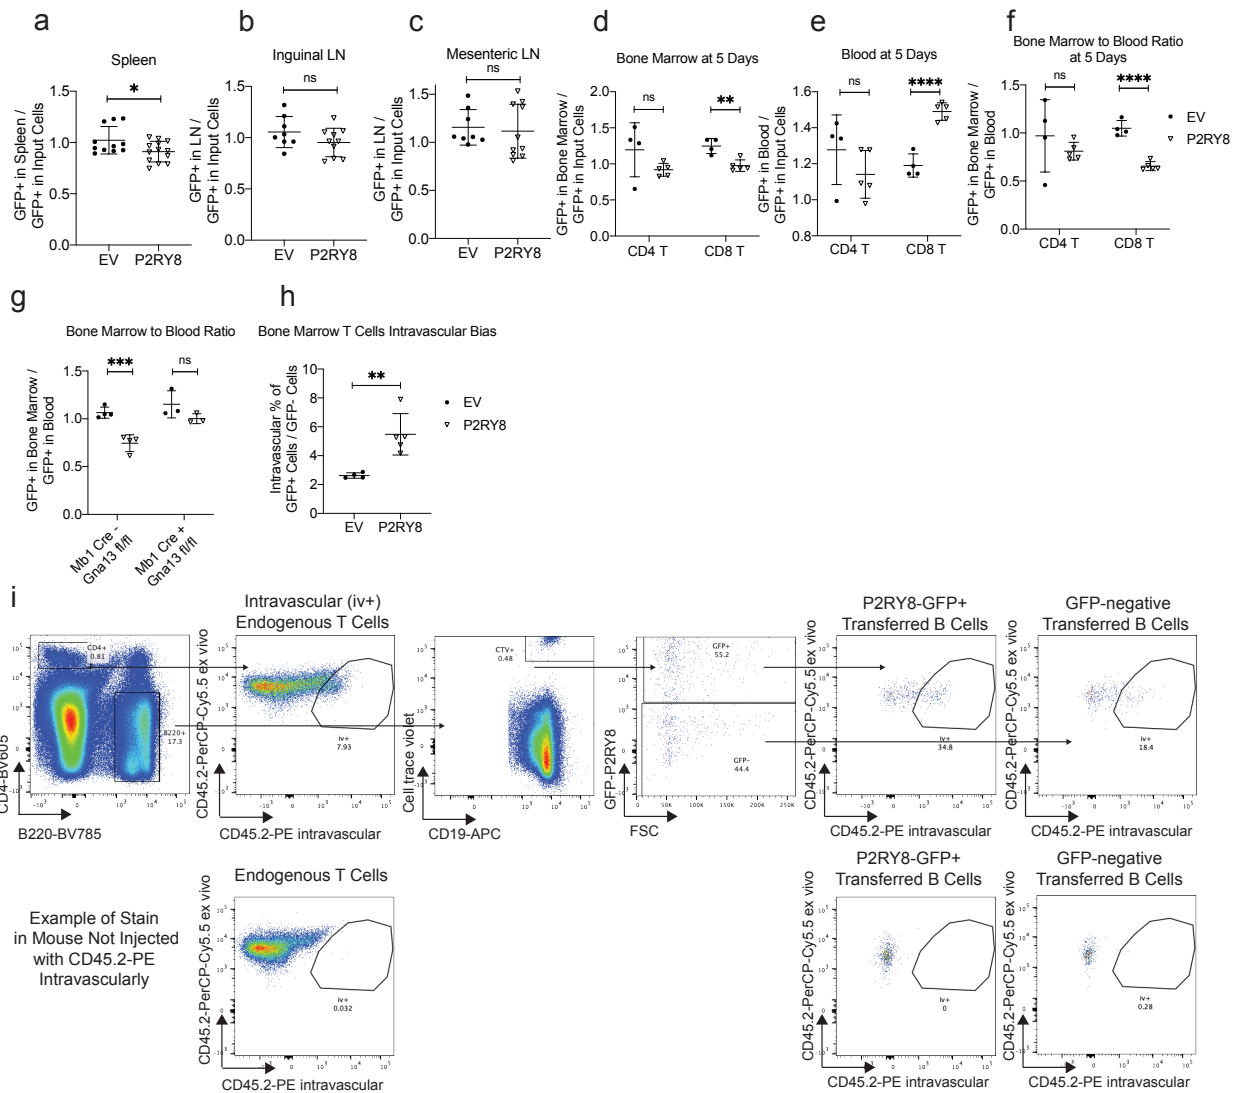 a
Spleen
*
GFP+ in Spleen /
GFP+ in Input Cells
1.5
1.0
0.5
0.0
EV
P2RY8
b
Inguinal LN
ns
GFP+ in LN /
GFP+ in Input Cells
1.5
1.0
0.5
0.0
EV
P2RY8
c
Mesenteric LN
ns
GFP+ in LN /
GFP+ in Input Cells
1.5
1.0
0.5
0.0
EV
P2RY8
d
Bone Marrow at 5 Days
ns
**
GFP+ in Bone Marrow /
GFP+ in Input Cells
2.0
1.5
1.0
0.5
0.0
CD4 T
CD8 T
e
Blood at 5 Days
ns
****
GFP+ in Blood /
GFP+ in Input Cells
1.6
1.4
1.2
1.0
0.8
CD4 T
CD8 T
f
Bone Marrow to Blood Ratio
at 5 Days
ns
****
GFP+ in Bone Marrow /
GFP+ in Blood
1.5
1.0
0.5
0.0
CD4 T
CD8 T
EV
P2RY8
g
Bone Marrow to Blood Ratio
***
ns
GFP+ in Bone Marrow /
GFP+ in Blood
1.5
1.0
0.5
0.0
Mb1 Cre -
Gna13 fl/fl
Mb1 Cre +
Gna13 fl/fl
h
Bone Marrow T Cells Intravascular Bias
**
Intravascular % of
GFP+ Cells / GFP- Cells
10
8
6
4
2
0
EV
P2RY8
EV
P2RY8
i
CD4+
0.81
B220+
17.3
CD4-BV605
B220-BV785
Intravascular (iv+)
Endogenous T Cells
iv+
7.93
CD45.2-PerCP-Cy5.5 ex vivo
CD45.2-PE intravascular
CTV+
0.48
Cell trace violet
CD19-APC
GFP+
55.2
GFP-
44.4
GFP-P2RY8
0
50K
100K
150K
200K
250K
FSC
P2RY8-GFP+
Transferred B Cells
iv+
34.8
CD45.2-PerCP-Cy5.5 ex vivo
CD45.2-PE intravascular
GFP-negative
Transferred B Cells
iv+
18.4
CD45.2-PerCP-Cy5.5 ex vivo
CD45.2-PE intravascular
Example of Stain
in Mouse Not Injected
with CD45.2-PE
Intravascularly
Endogenous T Cells
iv+
0.032
CD45.2-PerCP-Cy5.5 ex vivo
CD45.2-PE intravascular
P2RY8-GFP+
Transferred B Cells
iv+
0
CD45.2-PerCP-Cy5.5 ex vivo
CD45.2-PE intravascular
GFP-negative
Transferred B Cells
iv+
0.28
CD45.2-PerCP-Cy5.5 ex vivo
CD45.2-PE intravascular